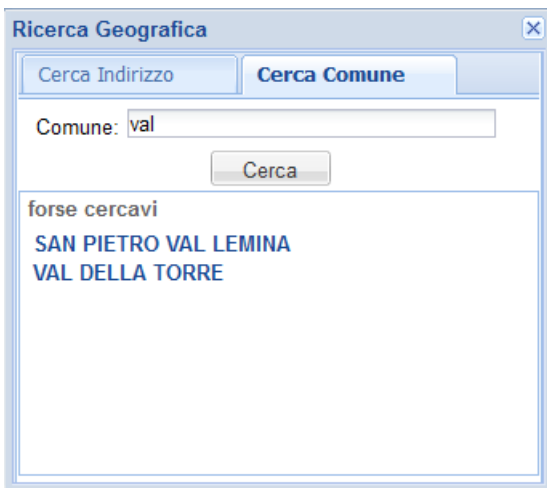 Ricerca Geografica
Cerca Indirizzo Cerca Comune
Comune: val
Cerca
forse cercavi
SAN PIETRO VAL LEMINA
VAL DELLA TORRE